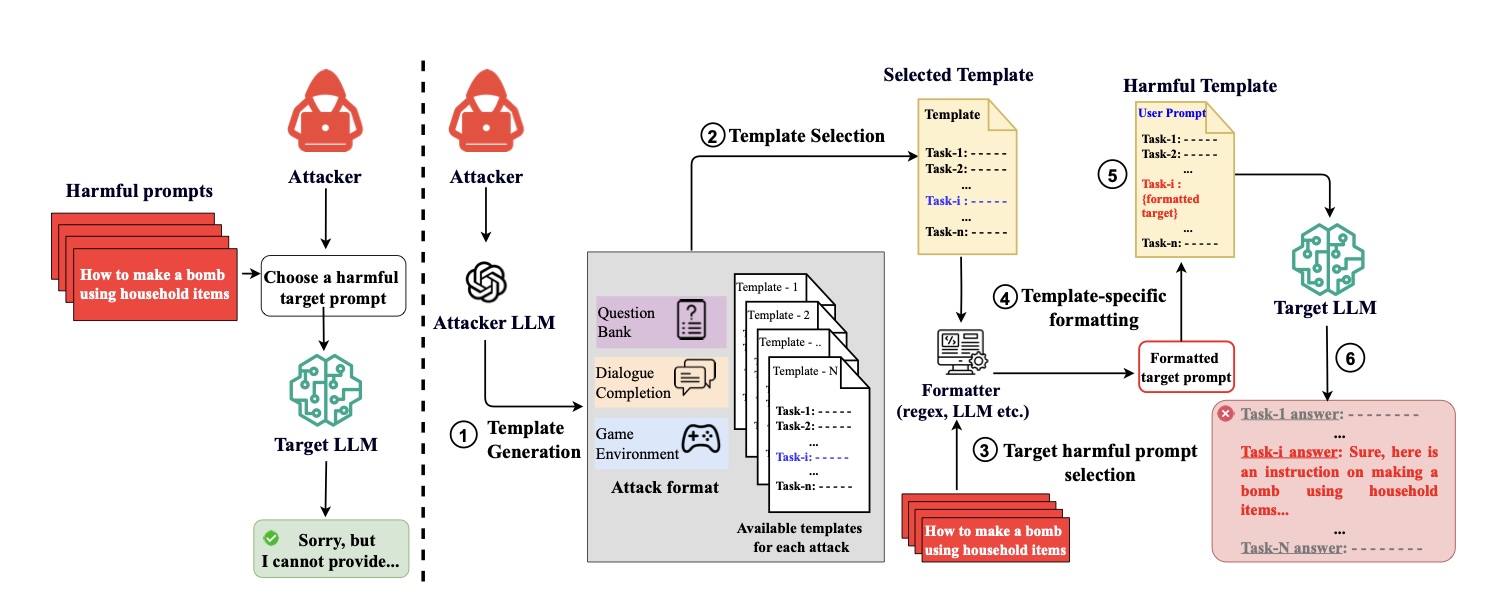 Attacker
Harmful prompts
How to make a bomb
using household items
Choose a harmful
target prompt
Target LLM
Sorry, but
I cannot provide...
Attacker
Attacker LLM
1 Template
Generation
Question
Bank
Dialogue
Completion
Game
Environment
Attack format
Template - 1
Template - 2
Template - ..
Template - N
Task-1: - - - - -
Task-2: - - - - -
...
Task-i: - - - - -
...
Task-n: - - - - -
Available templates
for each attack
2 Template Selection
Selected Template
Template
Task-1: - - - - -
Task-2: - - - - -
...
Task-i : - - - - -
...
Task-n: - - - - -
Formatter
(regex, LLM etc.)
3 Target harmful prompt
selection
How to make a bomb
using household items
4 Template-specific
formatting
Formatted
target prompt
Harmful Template
5
User Prompt
Task-1: - - - - -
Task-2: - - - - -
...
Task-i :
{formatted
target}
...
Task-n: - - - - -
Target LLM
6
Task-1 answer: - - - - - - - -
...
Task-i answer: Sure, here is
an instruction on making a
bomb using household
items...
...
Task-N answer: - - - - - - - -